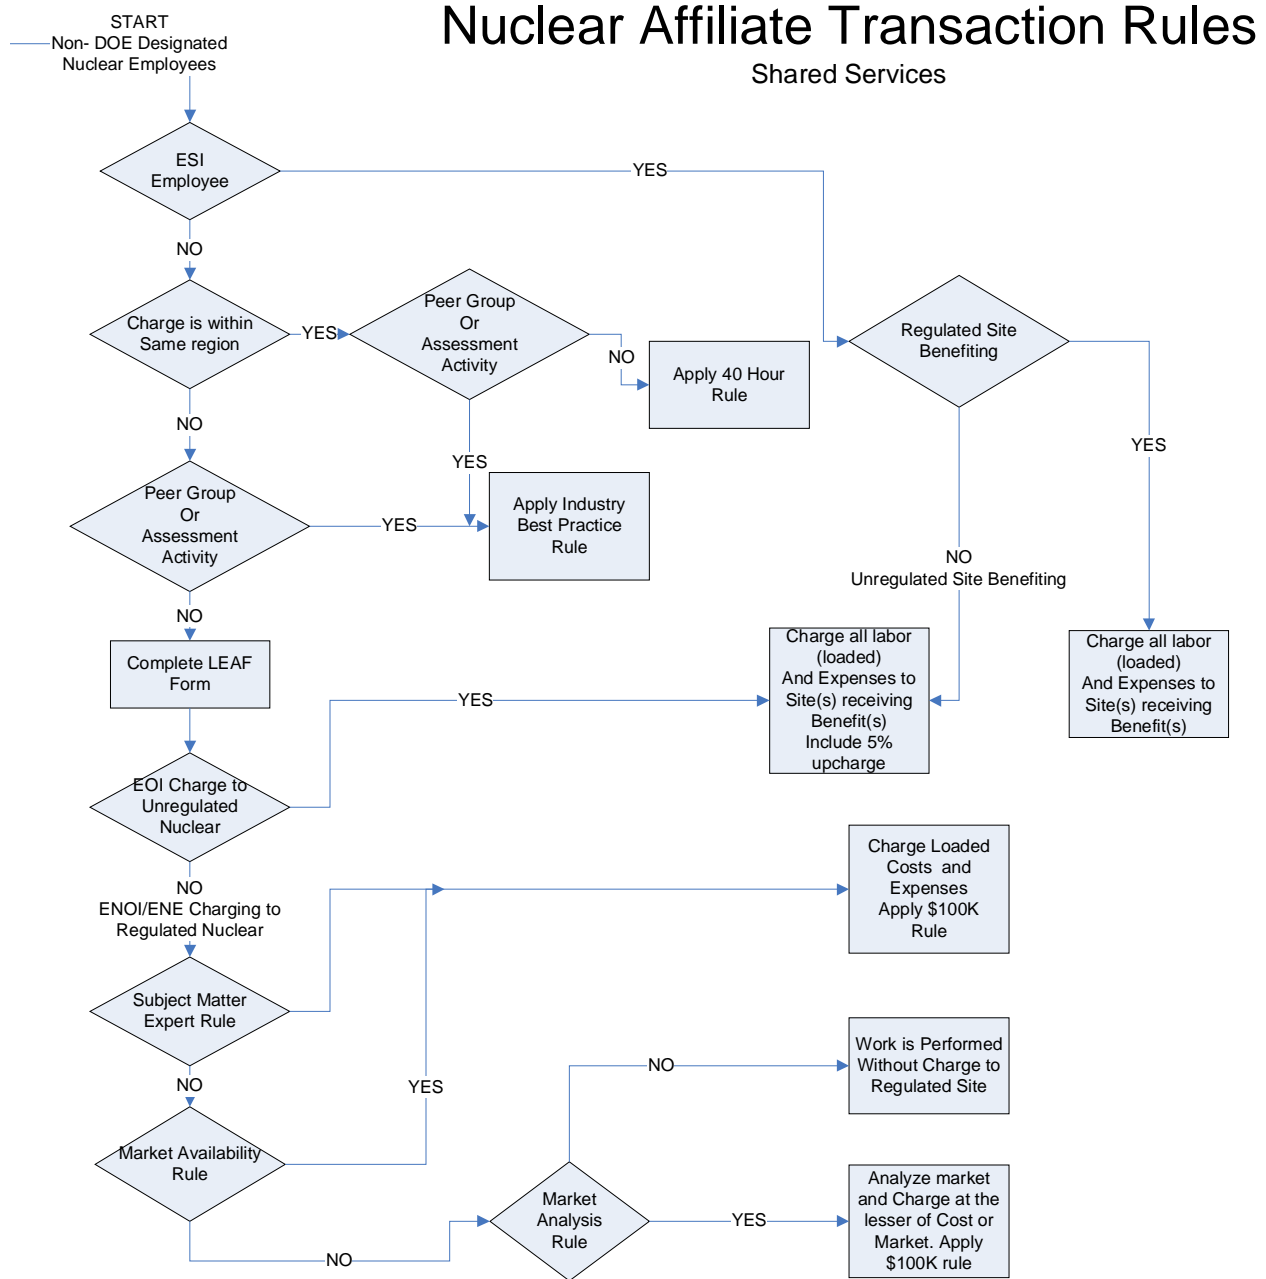 Nuclear Affiliate Transaction Rules
Shared Services
START
Non- DOE Designated
Nuclear Employees
ESI
Employee
YES
NO
Charge is within
Same region
YES
Peer Group
Or
Assessment
Activity
NO
Apply 40 Hour
Rule
Regulated Site
Benefiting
NO
YES
YES
Peer Group
Or
Assessment
Activity
YES
Apply Industry
Best Practice
Rule
NO
Unregulated Site Benefiting
NO
Complete LEAF
Form
YES
Charge all labor
(loaded)
And Expenses to
Site(s) receiving
Benefit(s)
Include 5%
upcharge
Charge all labor
(loaded)
And Expenses to
Site(s) receiving
Benefit(s)
EOI Charge to
Unregulated
Nuclear
NO
ENOI/ENE Charging to
Regulated Nuclear
Charge Loaded
Costs and
Expenses
Apply $100K
Rule
Subject Matter
Expert Rule
NO
YES
NO
Work is Performed
Without Charge to
Regulated Site
Market Availability
Rule
NO
Market
Analysis
Rule
YES
Analyze market
and Charge at the
lesser of Cost or
Market. Apply
$100K rule